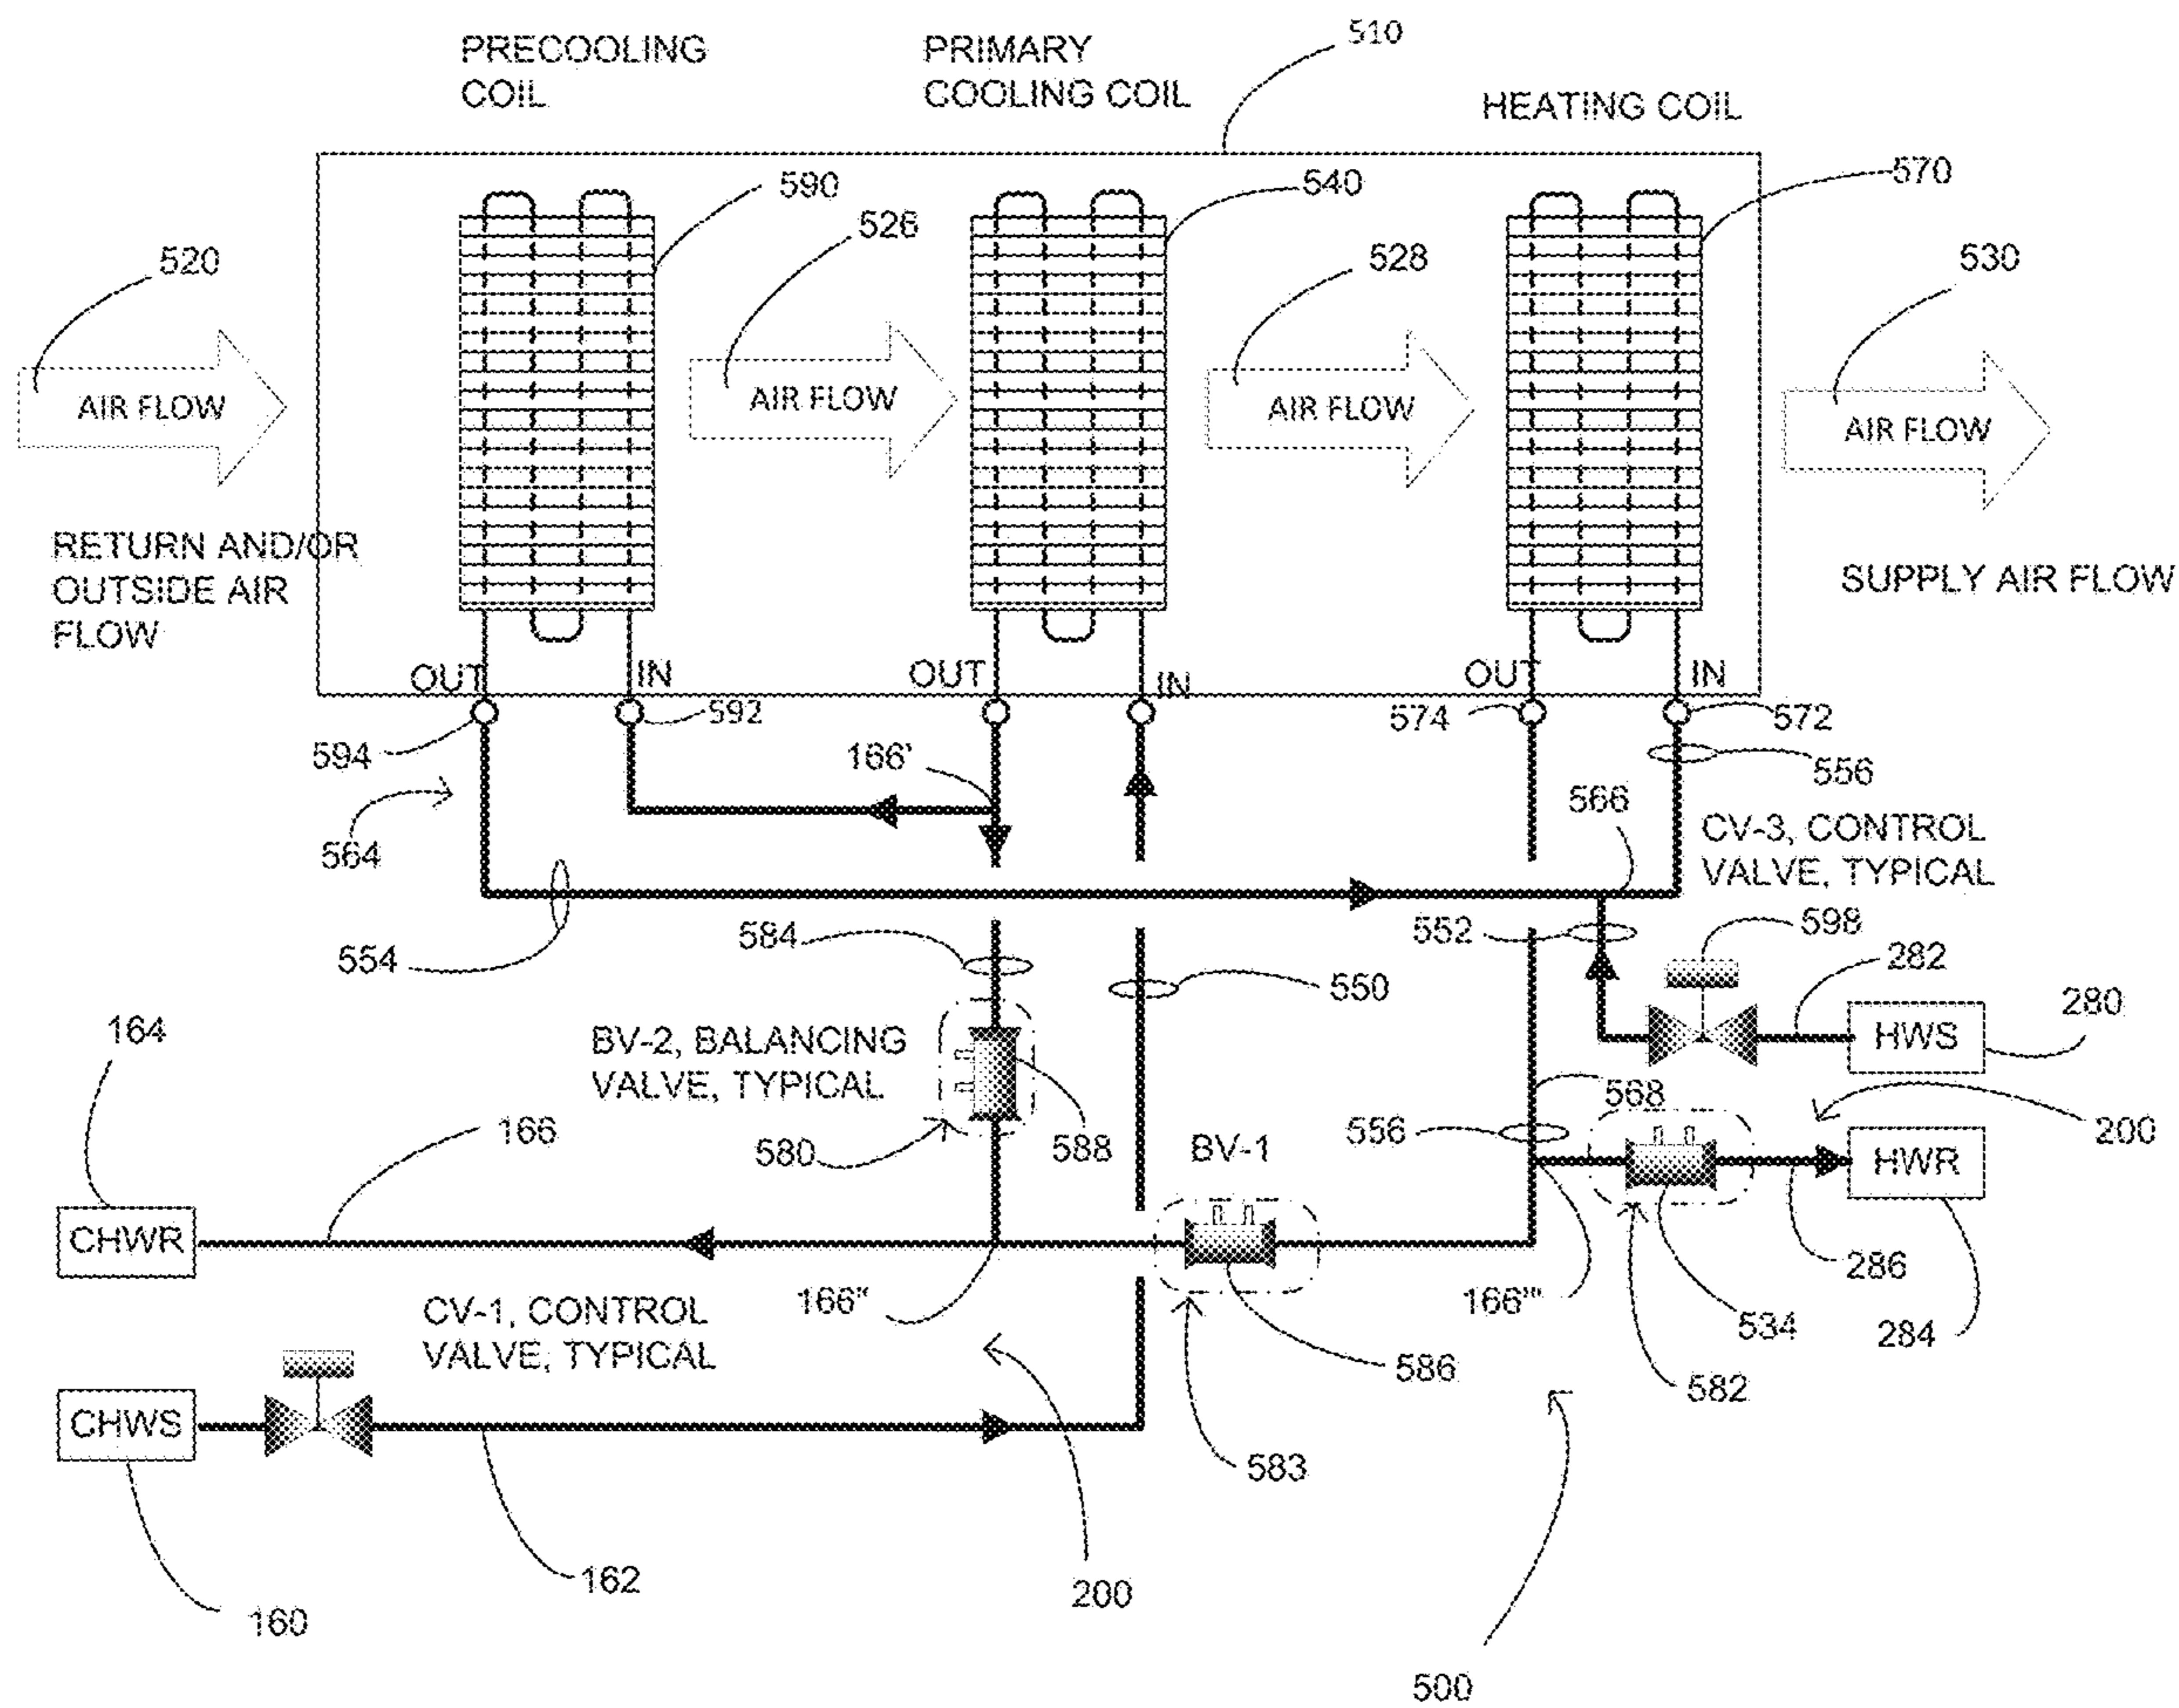 PRECOOLING
COIL
PRIMARY
COOLING COIL
510
HEATING COIL
590
526
540
570
520
528
530
AIR FLOW
AIR FLOW
AIR FLOW
AIR FLOW
RETURN AND/OR
OUTSIDE AIR
FLOW
SUPPLY AIR FLOW
OUT
IN
OUT
IN
OUT
IN
594
592
166'
574
572
556
564
566
CV-3, CONTROL
VALVE, TYPICAL
554
584
550
552
598
282
280
HWS
164
BV-2, BALANCING
VALVE, TYPICAL
166
580
588
BV-1
556
568
200
HWR
CHWR
166"
166'''
286
534
284
CV-1, CONTROL
VALVE, TYPICAL
586
582
CHWS
583
162
200
160
500